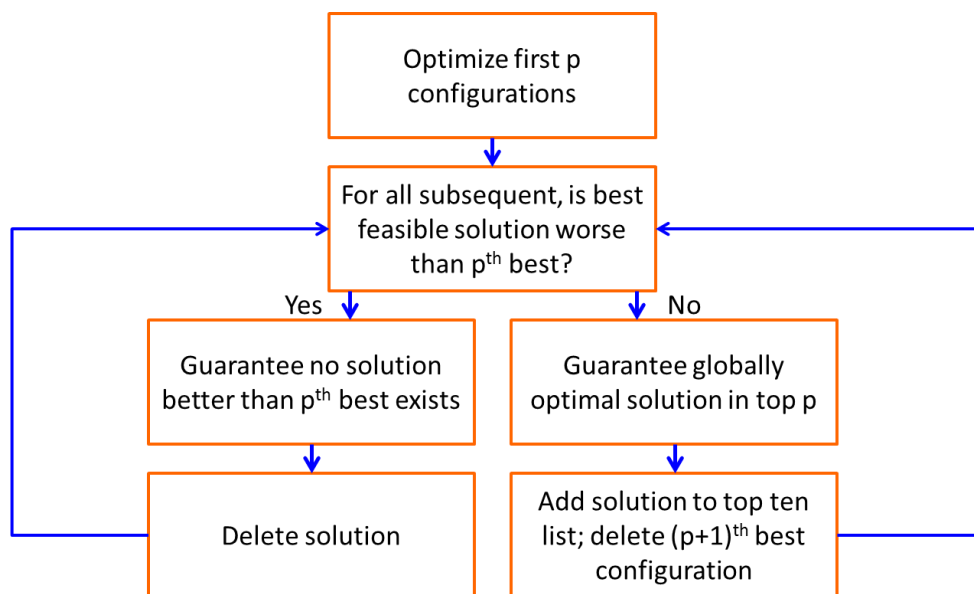 Optimize first p
configurations
For all subsequent, is best
feasible solution worse
than pth best?
Yes
No
Guarantee no solution
better than pth best exists
Guarantee globally
optimal solution in top p
Delete solution
Add solution to top ten
list; delete (p+1)th best
configuration